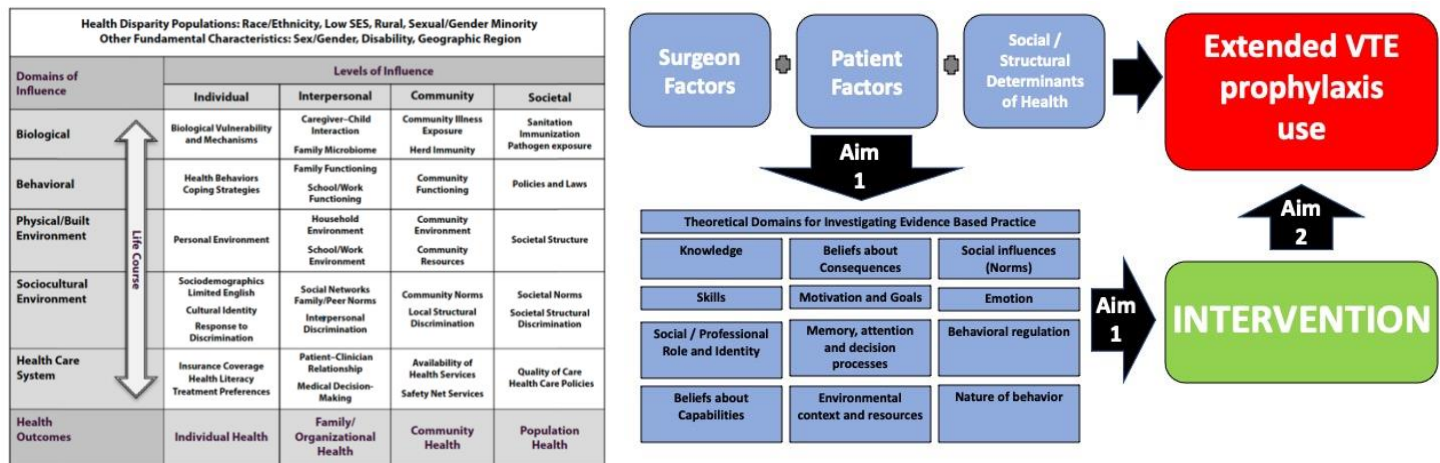 Health Disparity Populations: Race/Ethnicity, Low SES, Rural, Sexual/Gender Minority
Other Fundamental Characteristics: Sex/Gender, Disability, Geographic Region
Domains of
Influence
Levels of Influence
Individual
Interpersonal
Community
Societal
Life Course
Biological
Biological Vulnerability
and Mechanisms
Caregiver–Child
Interaction
Family Microbiome
Community Illness
Exposure
Herd Immunity
Sanitation
Immunization
Pathogen exposure
Behavioral
Health Behaviors
Coping Strategies
Family Functioning
School/Work
Functioning
Community
Functioning
Policies and Laws
Physical/Built
Environment
Personal Environment
Household
Environment
School/Work
Environment
Community
Environment
Community
Resources
Societal Structure
Sociocultural
Environment
Sociodemographics
Limited English
Cultural Identity
Response to
Discrimination
Social Networks
Family/Peer Norms
Interpersonal
Discrimination
Community Norms
Local Structural
Discrimination
Societal Norms
Societal Structural
Discrimination
Health Care
System
Insurance Coverage
Health Literacy
Treatment Preferences
Patient–Clinician
Relationship
Medical Decision-
Making
Availability of
Health Services
Safety Net Services
Quality of Care
Health Care Policies
Health
Outcomes
Individual Health
Family/
Organizational
Health
Community
Health
Population
Health
Surgeon
Factors
Patient
Factors
Social /
Structural
Determinants
of Health
Extended VTE
prophylaxis
use
Aim
1
Theoretical Domains for Investigating Evidence Based Practice
Knowledge
Beliefs about
Consequences
Social influences
(Norms)
Skills
Motivation and Goals
Emotion
Social / Professional
Role and Identity
Memory, attention
and decision
processes
Behavioral regulation
Beliefs about
Capabilities
Environmental
context and resources
Nature of behavior
Aim
1
Aim
2
INTERVENTION